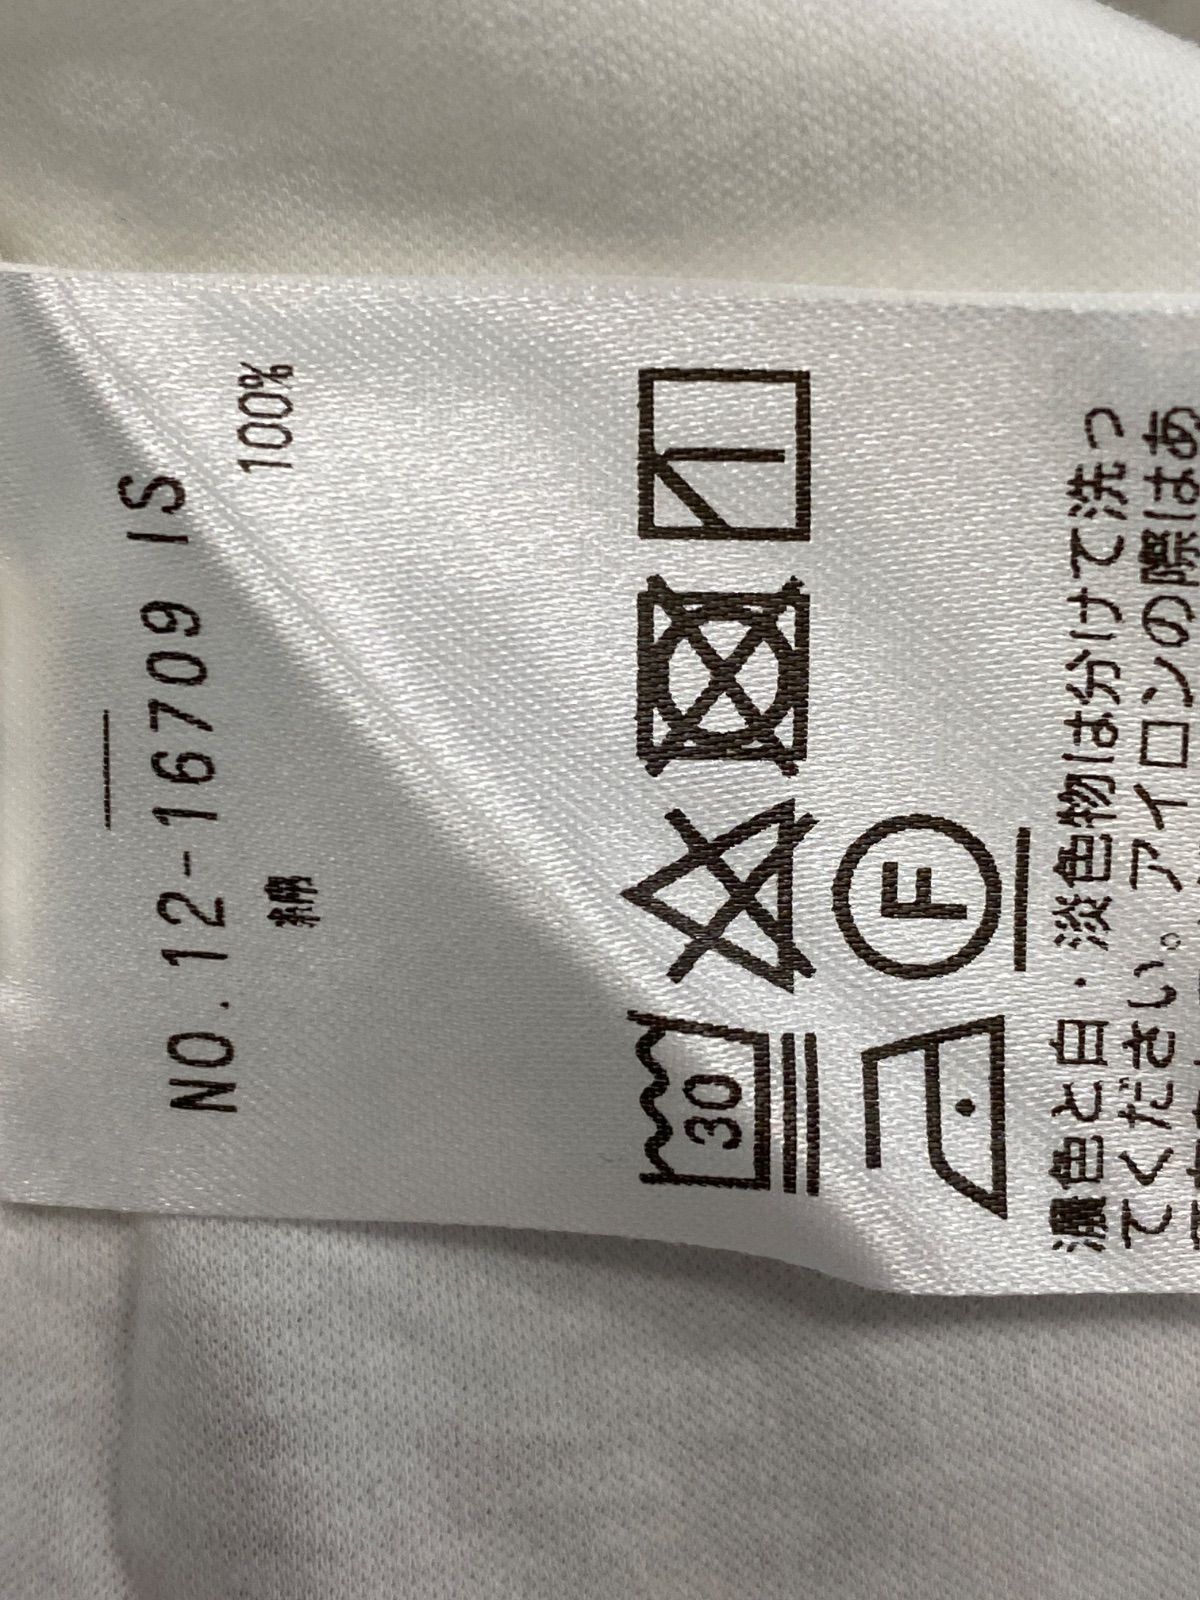 NO.12-16709 IS
綿 100%
30
F
濃色と白・淡色物は分けて洗っ
てください。アイロンの際はあ